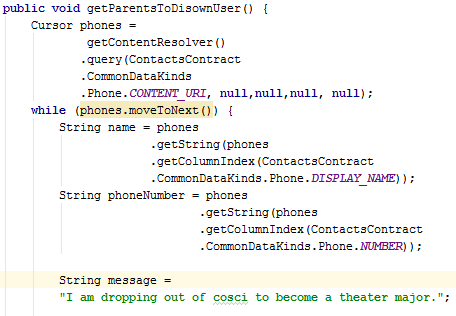 public void getParentsToDisownUser() {
Cursor phones =
getContentResolver()
.query(ContactsContract
.CommonDataKinds
.Phone.CONTENT_URI, null,null,null, null);
while (phones.moveToNext()) {
String name = phones
.getString(phones
.getColumnIndex(ContactsContract
.CommonDataKinds.Phone.DISPLAY_NAME));
String phoneNumber = phones
.getString(phones
.getColumnIndex(ContactsContract
.CommonDataKinds.Phone.NUMBER));
String message =
"I am dropping out of cosci to become a theater major.";